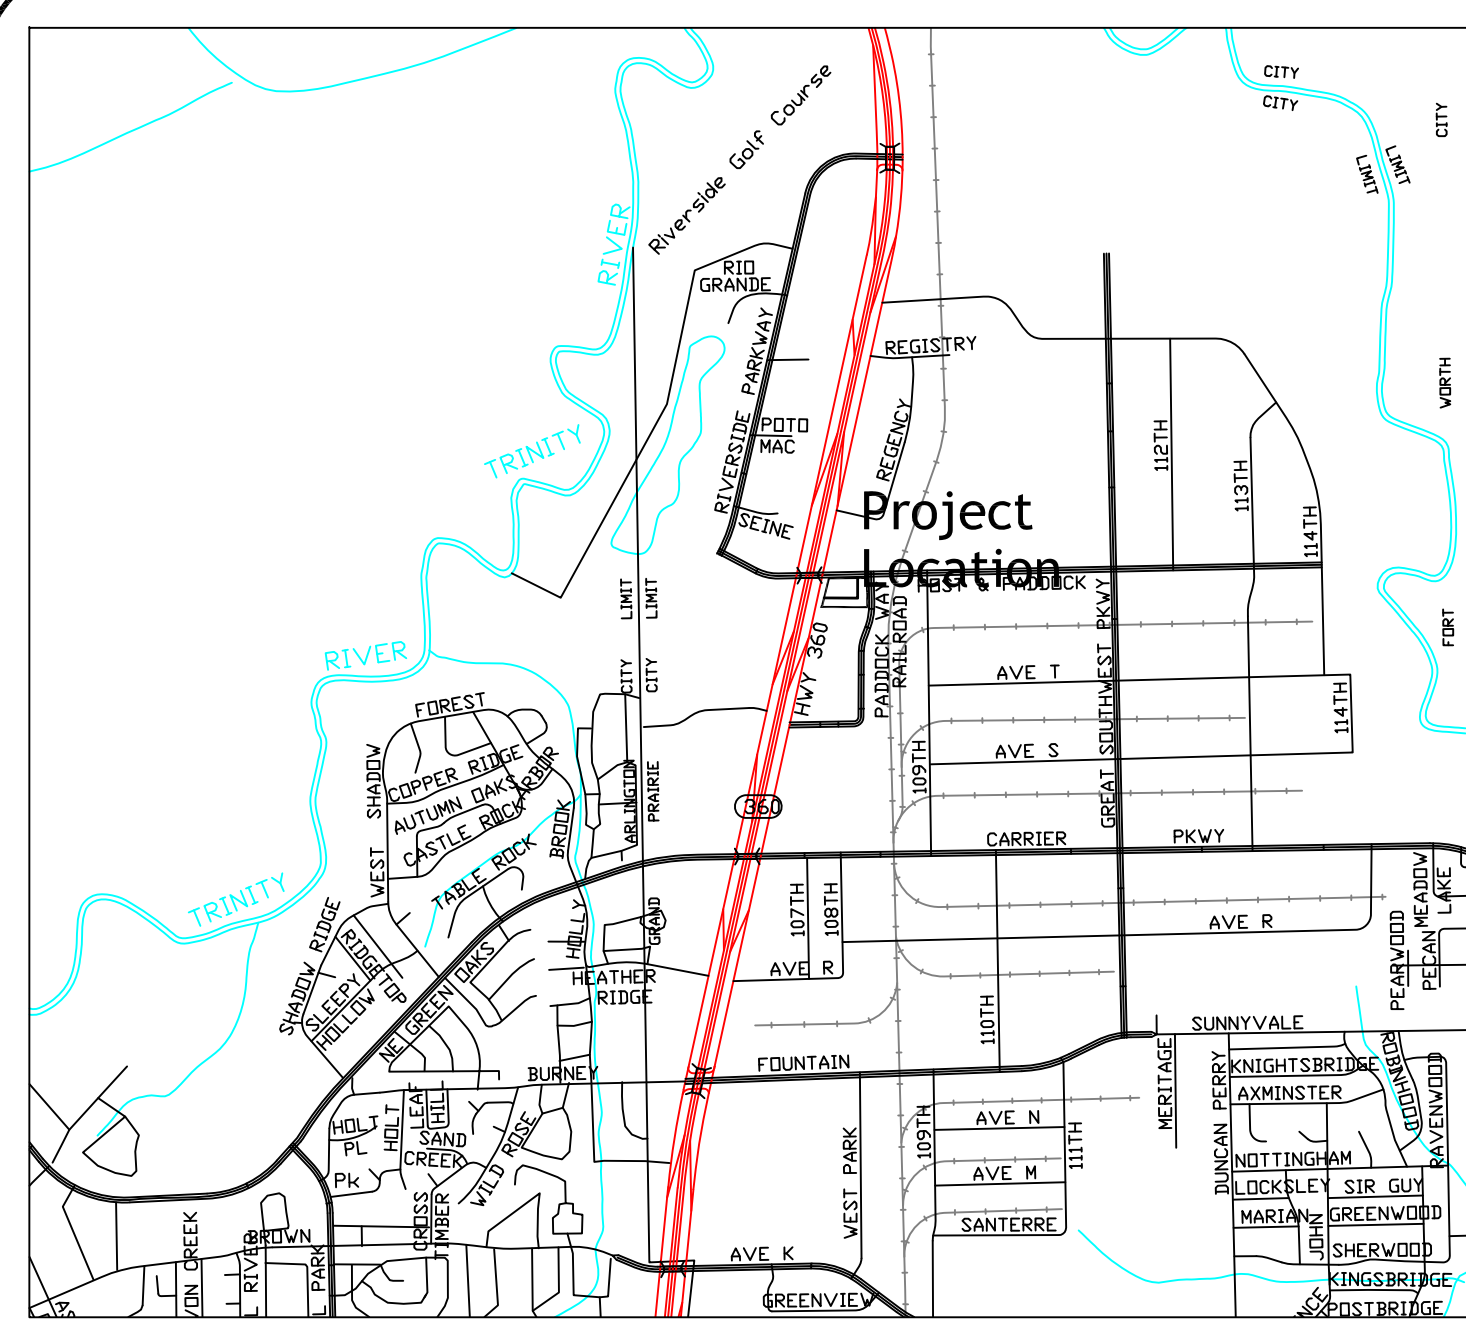 CITY
CITY
CITY
LIMIT
LIMIT
Riverside Golf Course
RIVER
RIO
GRANDE
REGISTRY
RIVERSIDE PARKWAY
WORTH
POTO
MAC
REGENCY
TRINITY
112TH
113TH
114TH
SEINE
Project
Location
POST & PADDOCK
LIMIT
LIMIT
CITY
CITY
HWY 360
PADDOCK WAY
RAILROAD
GREAT SOUTHWEST PKWY
FORT
RIVER
AVE T
114TH
FOREST
WEST SHADOW
COPPER RIDGE
ARBOR
AUTUMN OAKS
CASTLE ROCK
TABLE ROCK
BROOK
ARLINGTON
PRAIRIE
109TH
AVE S
360
CARRIER
PKWY
TRINITY
SHADOW RIDGE
RIDGETOP
SLEEPY
HOLLOW
NE GREEN OAKS
HOLLY
GRAND
107TH
108TH
AVE R
AVE R
MEADOW
LAKE
PEARWOOD
PECAN
HEATHER
RIDGE
110TH
SUNNYVALE
BURNEY
FOUNTAIN
MERITAGE
DUNCAN PERRY
KNIGHTSBRIDGE
ROBINHOOD
RAVENWOOD
AXMINSTER
HOLT
PL
HOLT
LEAF
HILL
SAND
CREEK
WILD ROSE
Pk
CROSS
TIMBER
WEST PARK
109TH
AVE N
111TH
AVE M
SANTERRE
NOTTINGHAM
LOCKSLEY
SIR GUY
MARIAN
JOHN
GREENWOOD
SHERWOOD
KINGSBRIDGE
POSTBRIDGE
BROWN
VON CREEK
L RIVER
L PARK
AVE K
GREENVIEW
NCE
AS